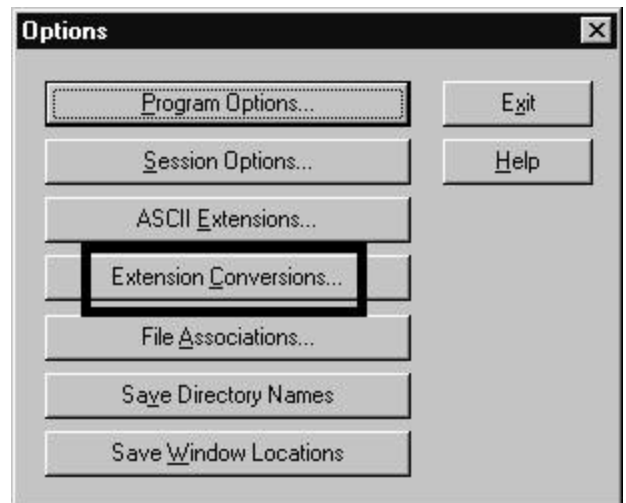 Options
Program Options...
Exit
Session Options...
Help
ASCII Extensions...
Extension Conversions...
File Associations...
Save Directory Names
Save Window Locations